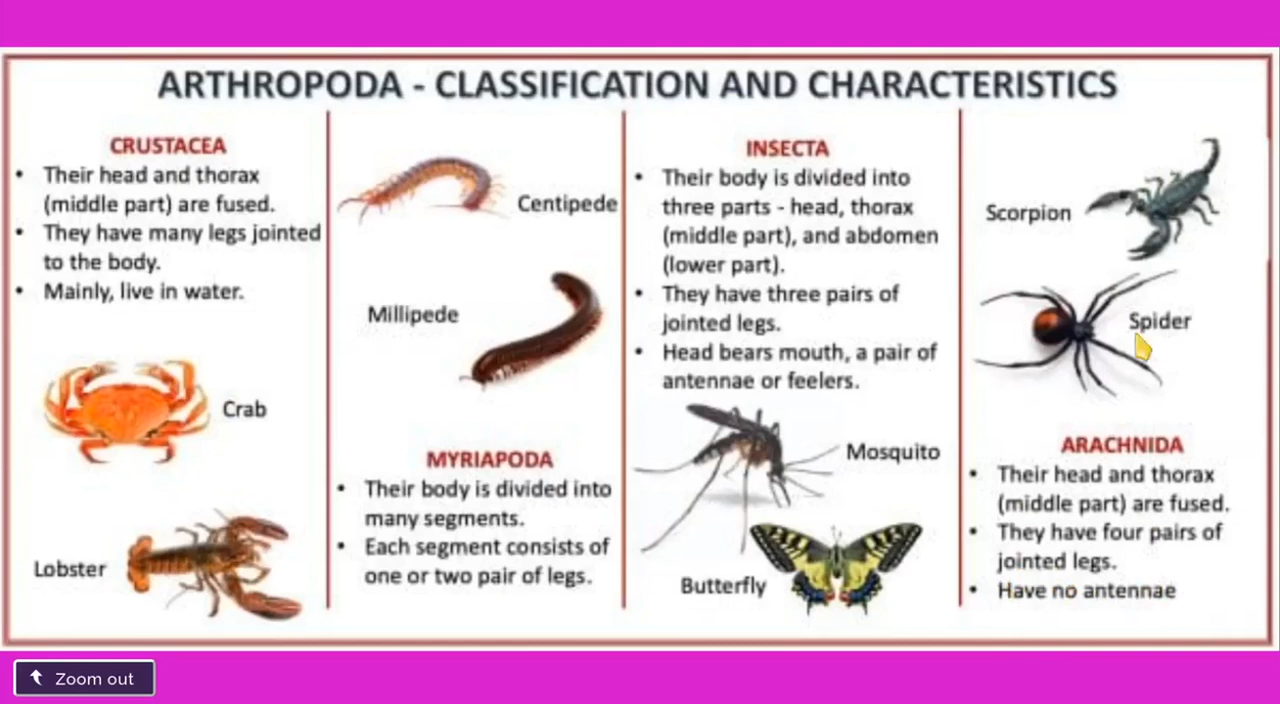 ARTHROPODA - CLASSIFICATION AND CHARACTERISTICS
CRUSTACEA
• Their head and thorax
(middle part) are fused.
• They have many legs jointed
to the body.
• Mainly, live in water.
Crab
Lobster
Centipede
Millipede
MYRIAPODA
• Their body is divided into
many segments.
• Each segment consists of
one or two pair of legs.
INSECTA
• Their body is divided into
three parts - head, thorax
(middle part), and abdomen
(lower part).
• They have three pairs of
jointed legs.
• Head bears mouth, a pair of
antennae or feelers.
Mosquito
Butterfly
Scorpion
Spider
ARACHNIDA
• Their head and thorax
(middle part) are fused.
• They have four pairs of
jointed legs.
• Have no antennae
Zoom out